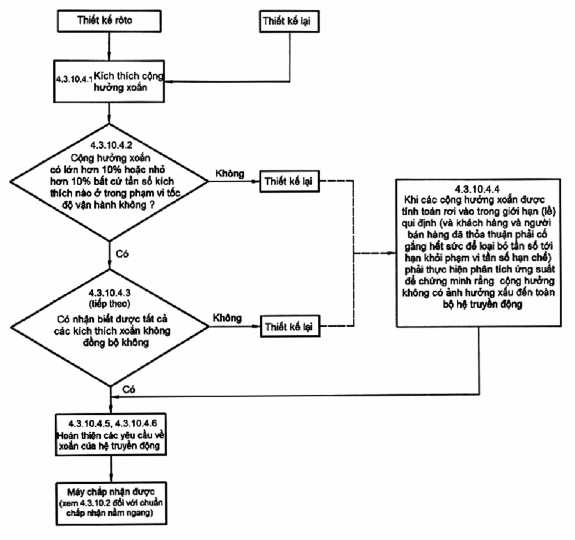 Thiết kế rôto
Thiết kế lại
4.3.10.4.1 Kích thích cộng
hưởng xoắn
4.3.10.4.2
Cộng hưởng xoắn
có lớn hơn 10% hoặc nhỏ
hơn 10% bất cứ tần số kích
thích nào ở trong phạm vi tốc
độ vận hành không ?
Không
Thiết kế lại
Có
4.3.10.4.4
Khi các cộng hưởng xoắn được
tính toán rơi vào trong giới hạn (lề)
qui định (và khách hàng và người
bán hàng đã thỏa thuận phải cố
gắng hết sức để loại bỏ tần số tới
hạn khỏi phạm vi tần số hạn chế)
phải thực hiện phân tích ứng suất
để chứng minh rằng cộng hưởng
không có ảnh hưởng xấu đến toàn
bộ hệ truyền động
4.3.10.4.3
(tiếp theo)
Có nhận biết được tất cả
các kích thích xoắn không
đồng bộ không
Không
Thiết kế lại
Có
4.3.10.4.5, 4.3.10.4.6
Hoàn thiện các yêu cầu về
xoắn của hệ truyền động
Máy chấp nhận được
(xem 4.3.10.2 đối với chuẩn
chấp nhận nằm ngang)